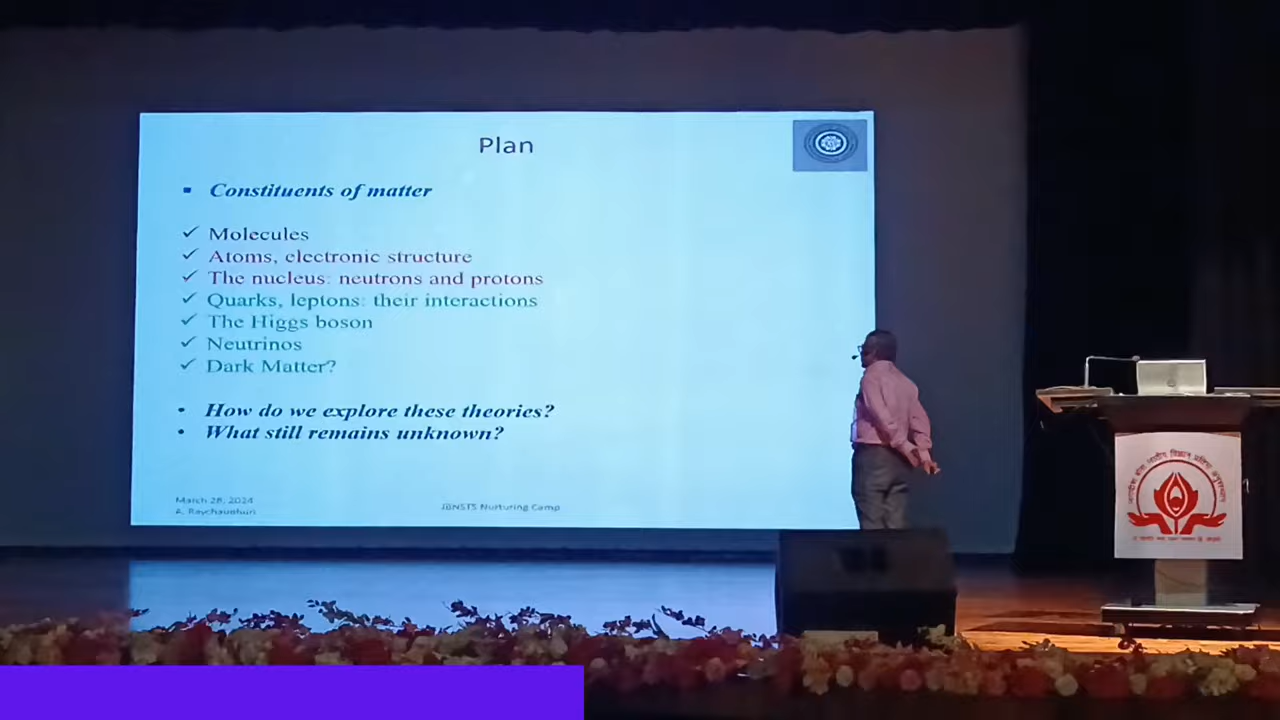 Plan
Constituents of matter
Molecules
Atoms, electronic structure
The nucleus: neutrons and protons
Quarks, leptons: their interactions
The Higgs boson
Neutrinos
Dark Matter?
How do we explore these theories?
What still remains unknown?
March 28, 2024
A. Raychaudhuri
JBNSTS Nurturing Camp